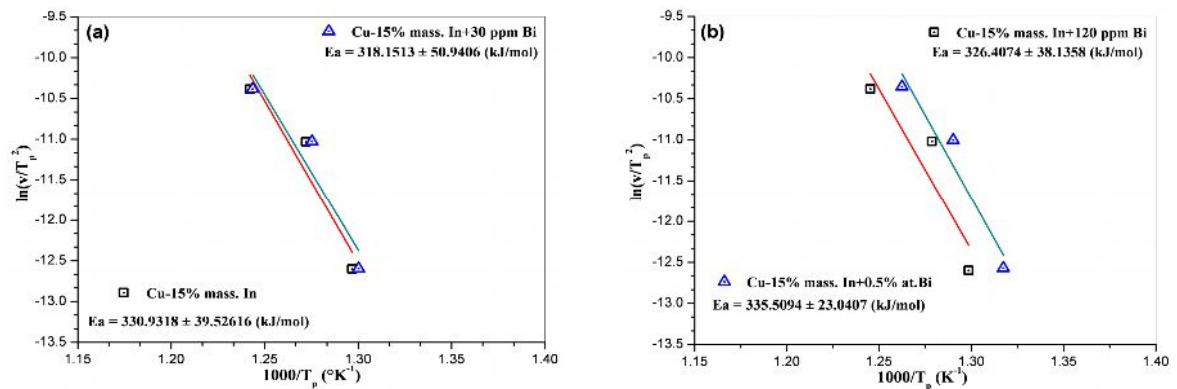 (a)
Cu-15% mass. In+30 ppm Bi
Ea = 318.1513 ± 50.9406 (kJ/mol)
Cu-15% mass. In
Ea = 330.9318 ± 39.52616 (kJ/mol)
ln(v/Tp²)
-9.5
-10.0
-10.5
-11.0
-11.5
-12.0
-12.5
-13.0
-13.5
1.15
1.20
1.25
1.30
1.35
1.40
1000/Tp (°K⁻¹)
(b)
Cu-15% mass. In+120 ppm Bi
Ea = 326.4074 ± 38.1358 (kJ/mol)
Cu-15% mass. In+0.5% at.Bi
Ea = 335.5094 ± 23.0407 (kJ/mol)
ln(v/Tp²)
-9.5
-10.0
-10.5
-11.0
-11.5
-12.0
-12.5
-13.0
-13.5
1.15
1.20
1.25
1.30
1.35
1.40
1000/Tp (K⁻¹)